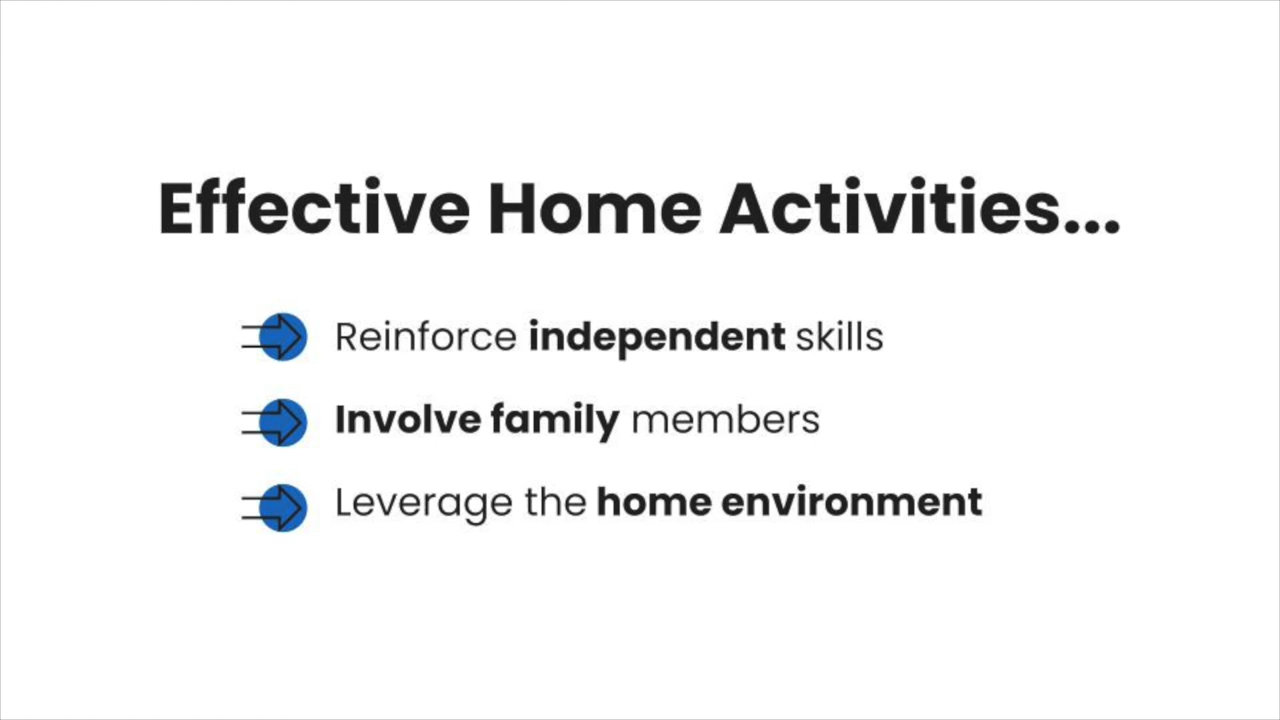 Effective Home Activities...
Reinforce independent skills
Involve family members
Leverage the home environment